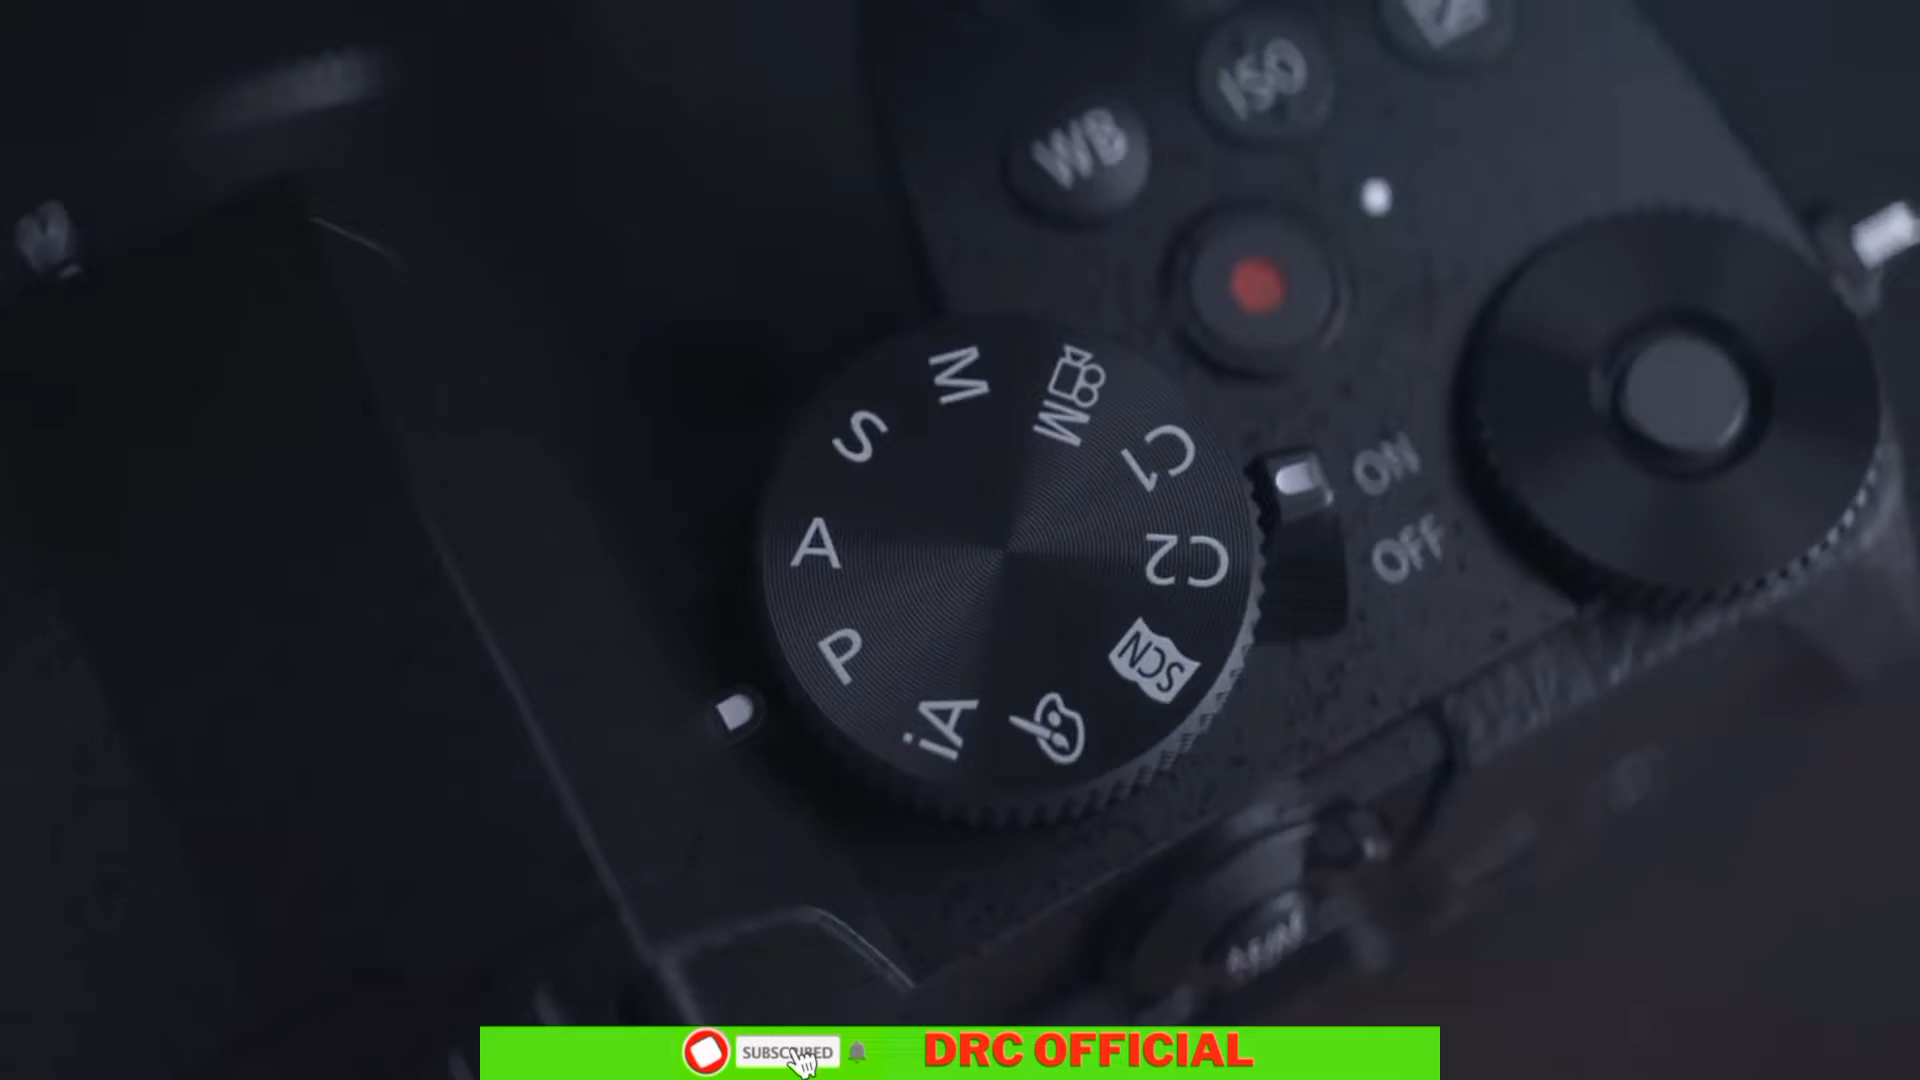 ISO
WB
M
M
S
C1
ON
A
C2
OFF
P
SCN
iA
SUBSCRIBED
DRC OFFICIAL